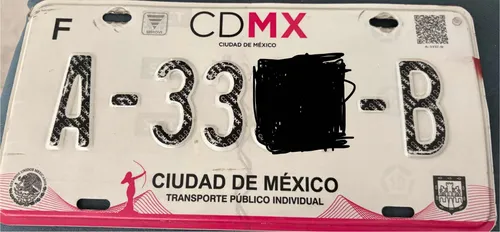 F
CDMX
CIUDAD DE MÉXICO
A-33 -B
CIUDAD DE MÉXICO
TRANSPORTE PÚBLICO INDIVIDUAL